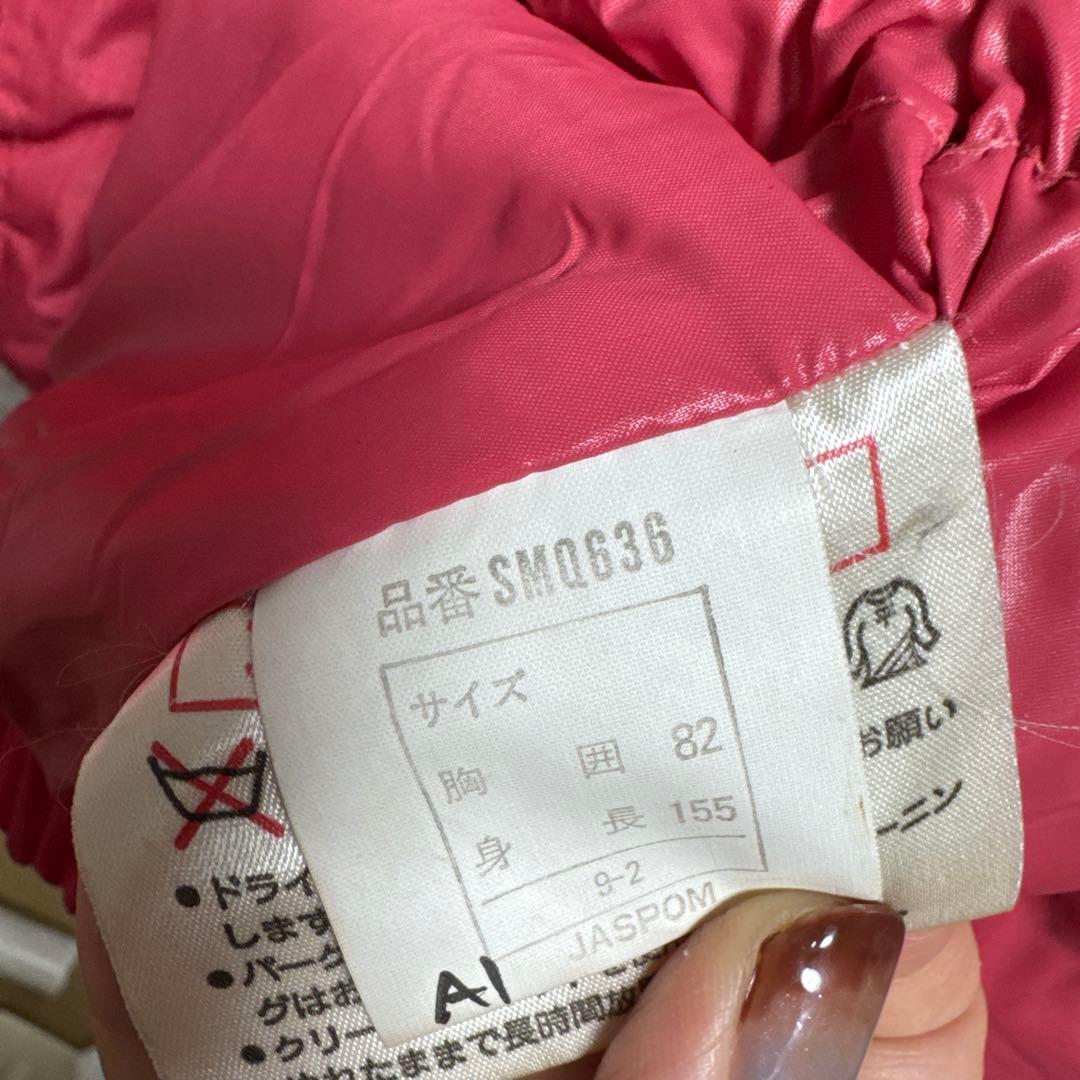 品番 SMQ636
サイズ
胸 囲 82
身 長 155
9-2
JASPOM
A1
お願い
ーニン
●ドライ
します
●パーク
グはお
●クリー
れたままで長時間放